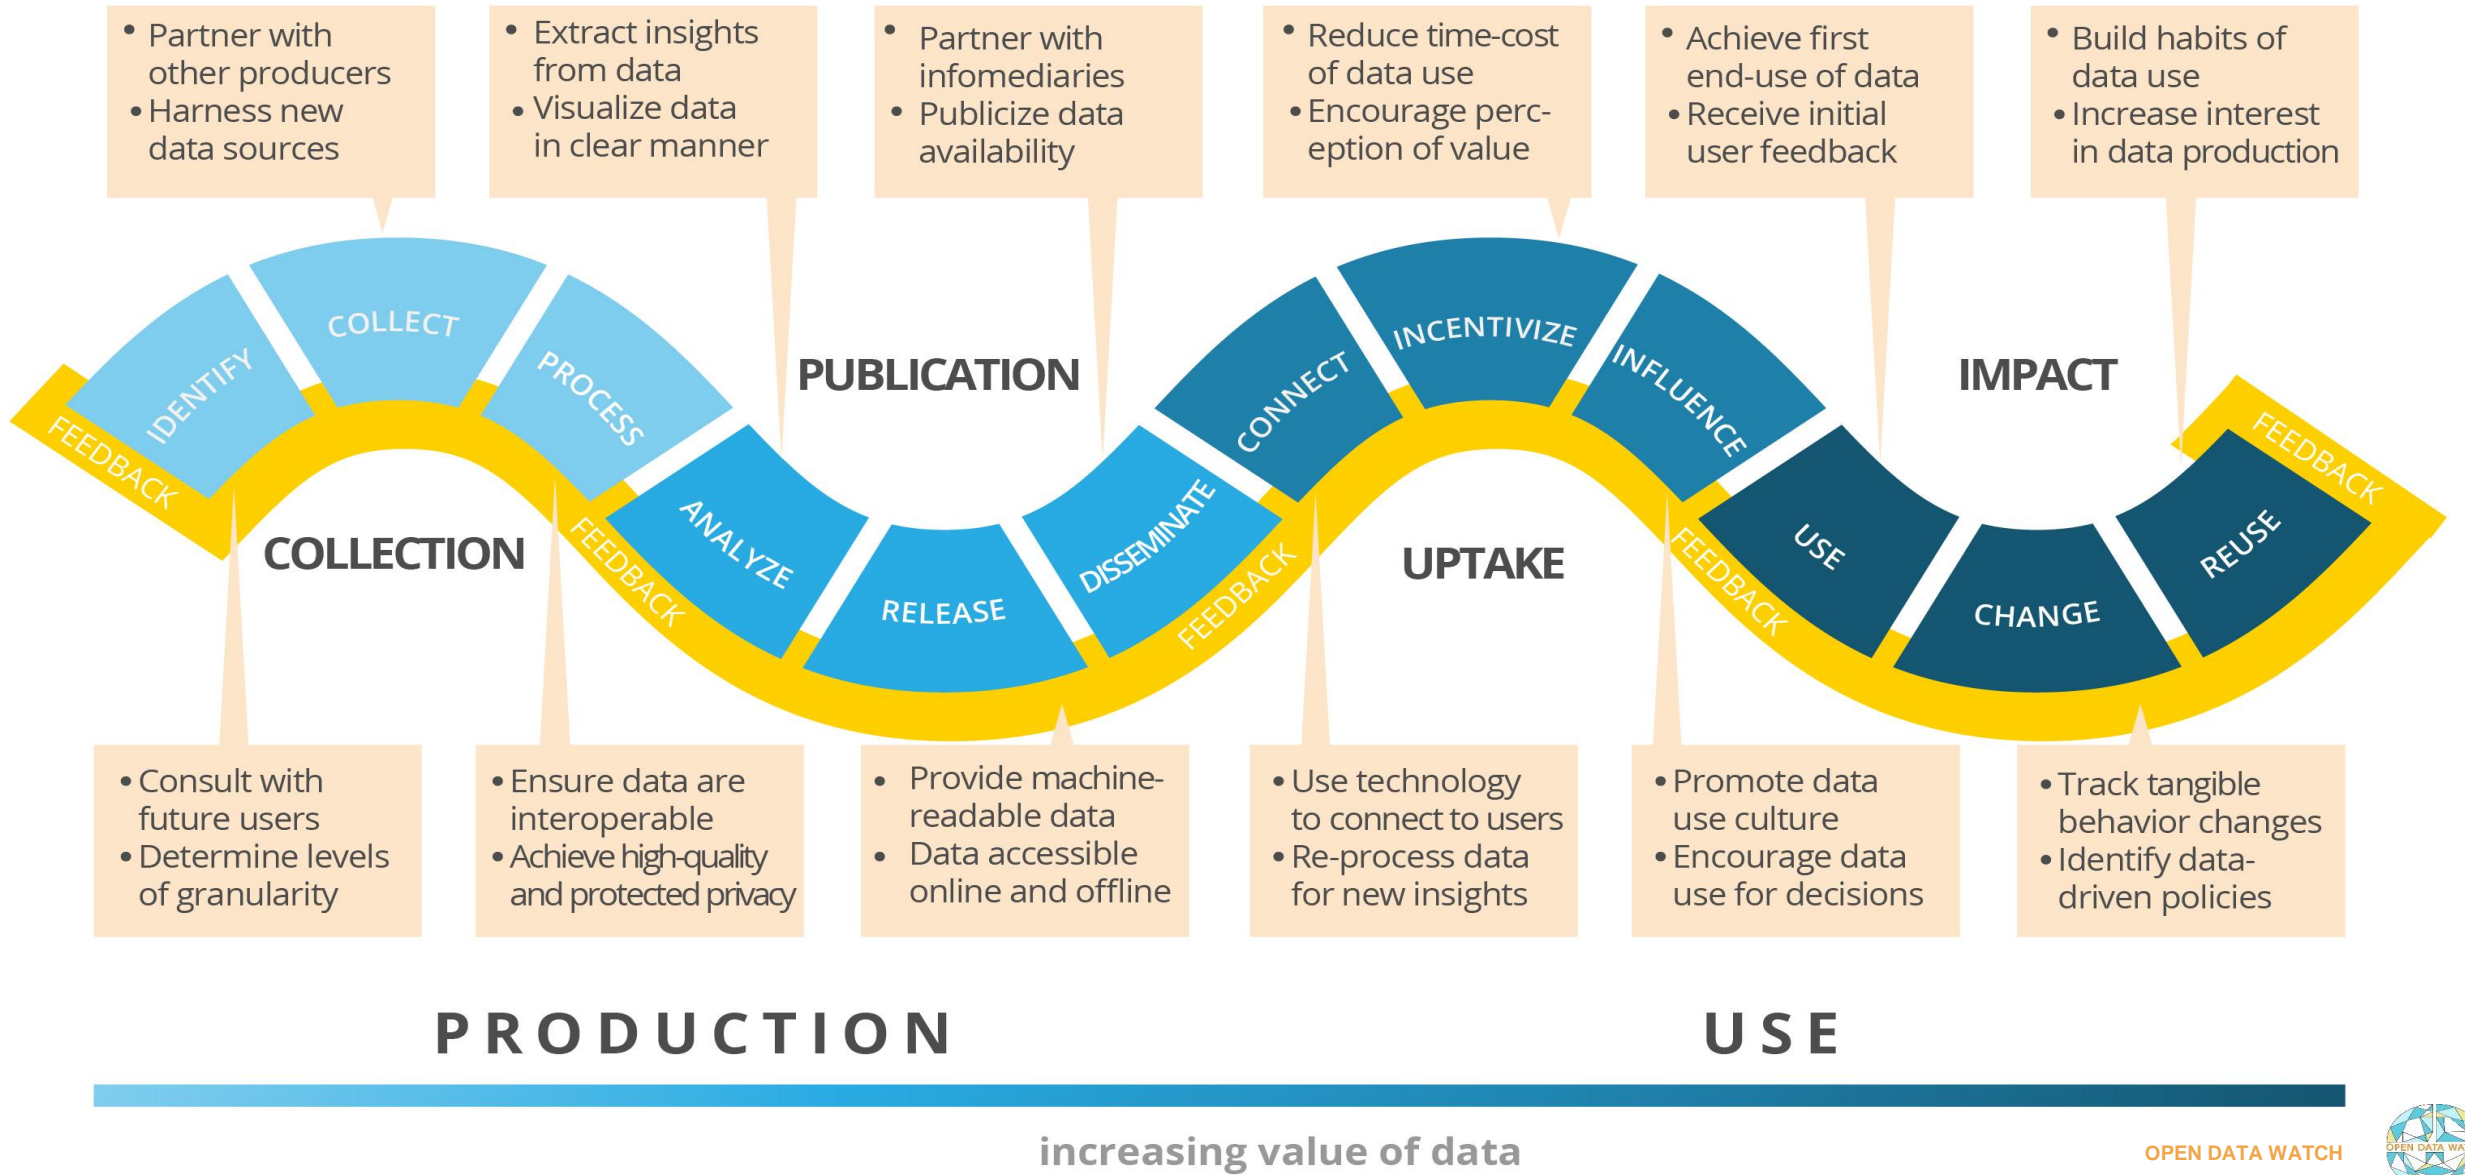 • Partner with
other producers
• Harness new
data sources
• Extract insights
from data
• Visualize data
in clear manner
• Partner with
infomediaries
• Publicize data
availability
• Reduce time-cost
of data use
• Encourage perc-
eption of value
• Achieve first
end-use of data
• Receive initial
user feedback
• Build habits of
data use
• Increase interest
in data production
IDENTIFY
COLLECT
PROCESS
ANALYZE
RELEASE
DISSEMINATE
CONNECT
INCENTIVIZE
INFLUENCE
USE
CHANGE
REUSE
FEEDBACK
FEEDBACK
FEEDBACK
FEEDBACK
FEEDBACK
COLLECTION
PUBLICATION
UPTAKE
IMPACT
• Consult with
future users
• Determine levels
of granularity
• Ensure data are
interoperable
• Achieve high-quality
and protected privacy
• Provide machine-
readable data
• Data accessible
online and offline
• Use technology
to connect to users
• Re-process data
for new insights
• Promote data
use culture
• Encourage data
use for decisions
• Track tangible
behavior changes
• Identify data-
driven policies
PRODUCTION
USE
increasing value of data
OPEN DATA WATCH
OPEN DATA WA